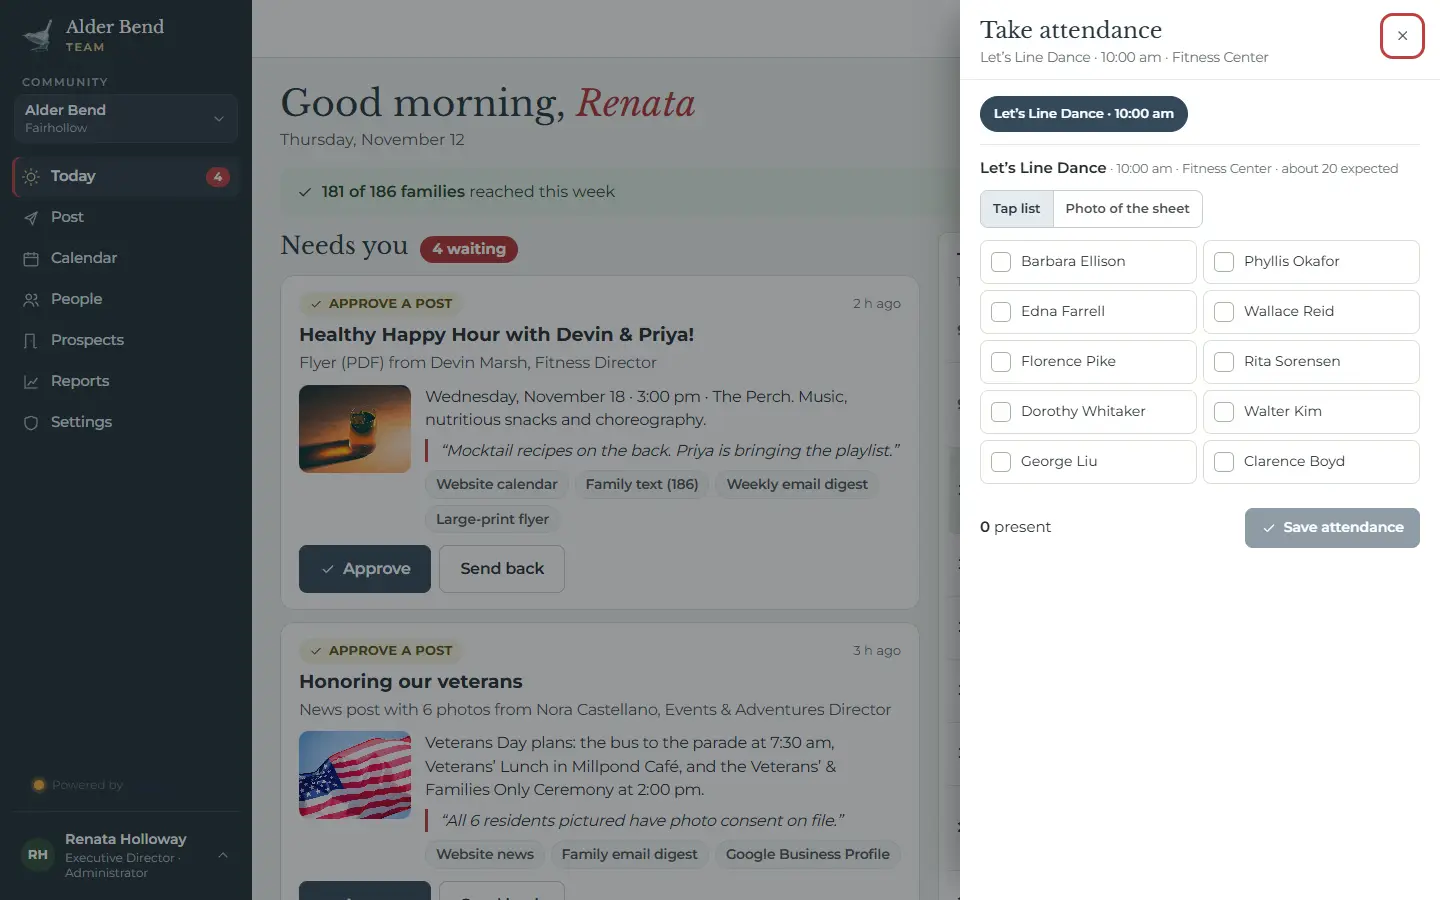 Alder Bend
TEAM
COMMUNITY
Alder Bend
Fairhollow
Today
4
Post
Calendar
People
Prospects
Reports
Settings
Powered by
RH
Renata Holloway
Executive Director ·
Administrator
Good morning, Renata
Thursday, November 12
181 of 186 families reached this week
Needs you
4 waiting
APPROVE A POST
2 h ago
Healthy Happy Hour with Devin & Priya!
Flyer (PDF) from Devin Marsh, Fitness Director
Wednesday, November 18 · 3:00 pm · The Perch. Music,
nutritious snacks and choreography.
“Mocktail recipes on the back. Priya is bringing the playlist.”
Website calendar
Family text (186)
Weekly email digest
Large-print flyer
Approve
Send back
APPROVE A POST
3 h ago
Honoring our veterans
News post with 6 photos from Nora Castellano, Events & Adventures Director
Veterans Day plans: the bus to the parade at 7:30 am,
Veterans’ Lunch in Millpond Café, and the Veterans’ &
Families Only Ceremony at 2:00 pm.
“All 6 residents pictured have photo consent on file.”
Website news
Family email digest
Google Business Profile
Take attendance
Let’s Line Dance · 10:00 am · Fitness Center
Let’s Line Dance · 10:00 am
Let’s Line Dance · 10:00 am · Fitness Center · about 20 expected
Tap list
Photo of the sheet
Barbara Ellison
Phyllis Okafor
Edna Farrell
Wallace Reid
Florence Pike
Rita Sorensen
Dorothy Whitaker
Walter Kim
George Liu
Clarence Boyd
0 present
Save attendance